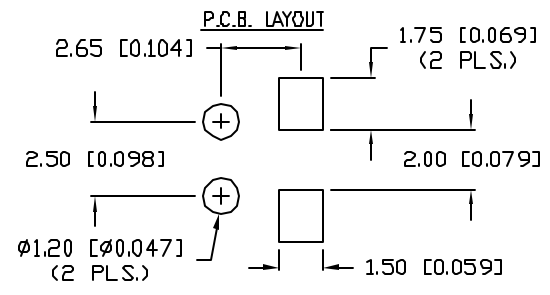 P.C.B. LAYOUT
2.65 [0.104]
1.75 [0.069]
(2 PLS.)
2.50 [0.098]
2.00 [0.079]
Ø1.20 [Ø0.047]
(2 PLS.)
1.50 [0.059]